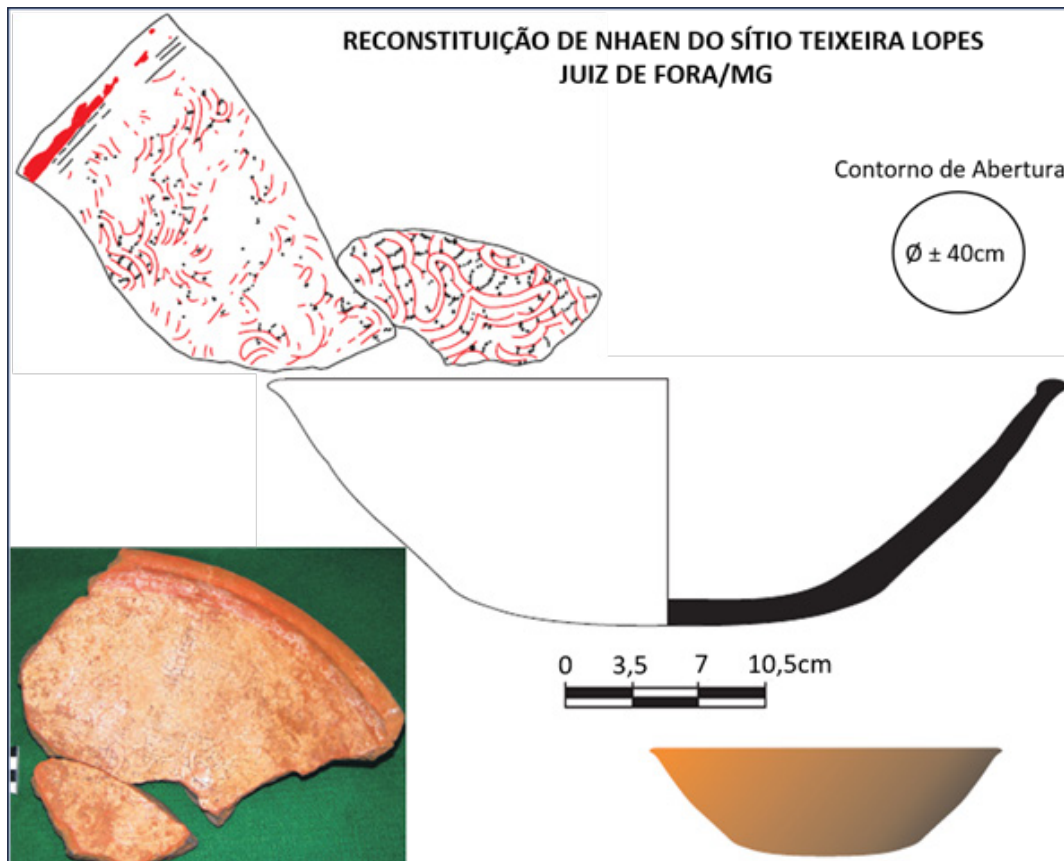 RECONSTITUIÇÃO DE NHAEN DO SÍTIO TEIXEIRA LOPES
JUIZ DE FORA/MG
Contorno de Abertura
Ø ± 40cm
0 3,5 7 10,5cm